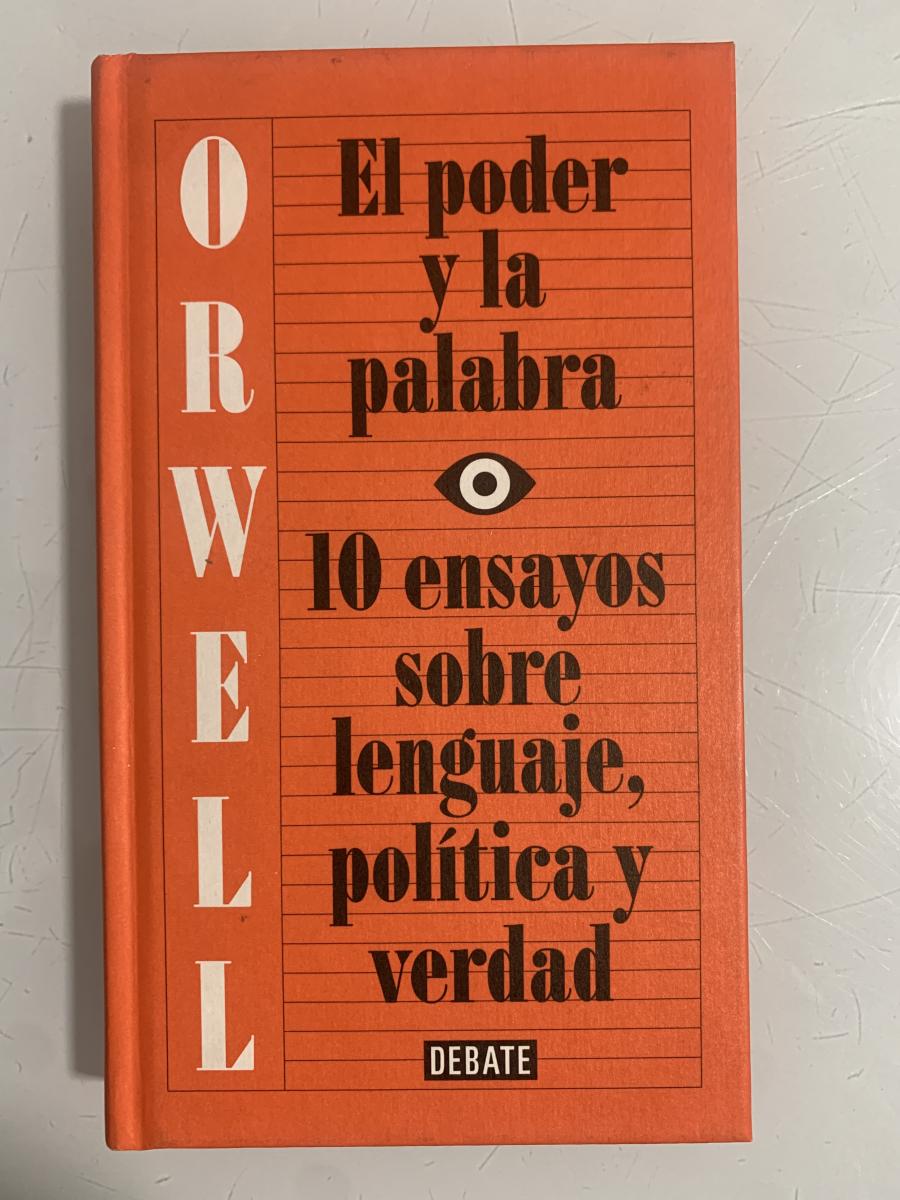 ORWELL
El poder
y la
palabra
10 ensayos
sobre
lenguaje,
política y
verdad
DEBATE